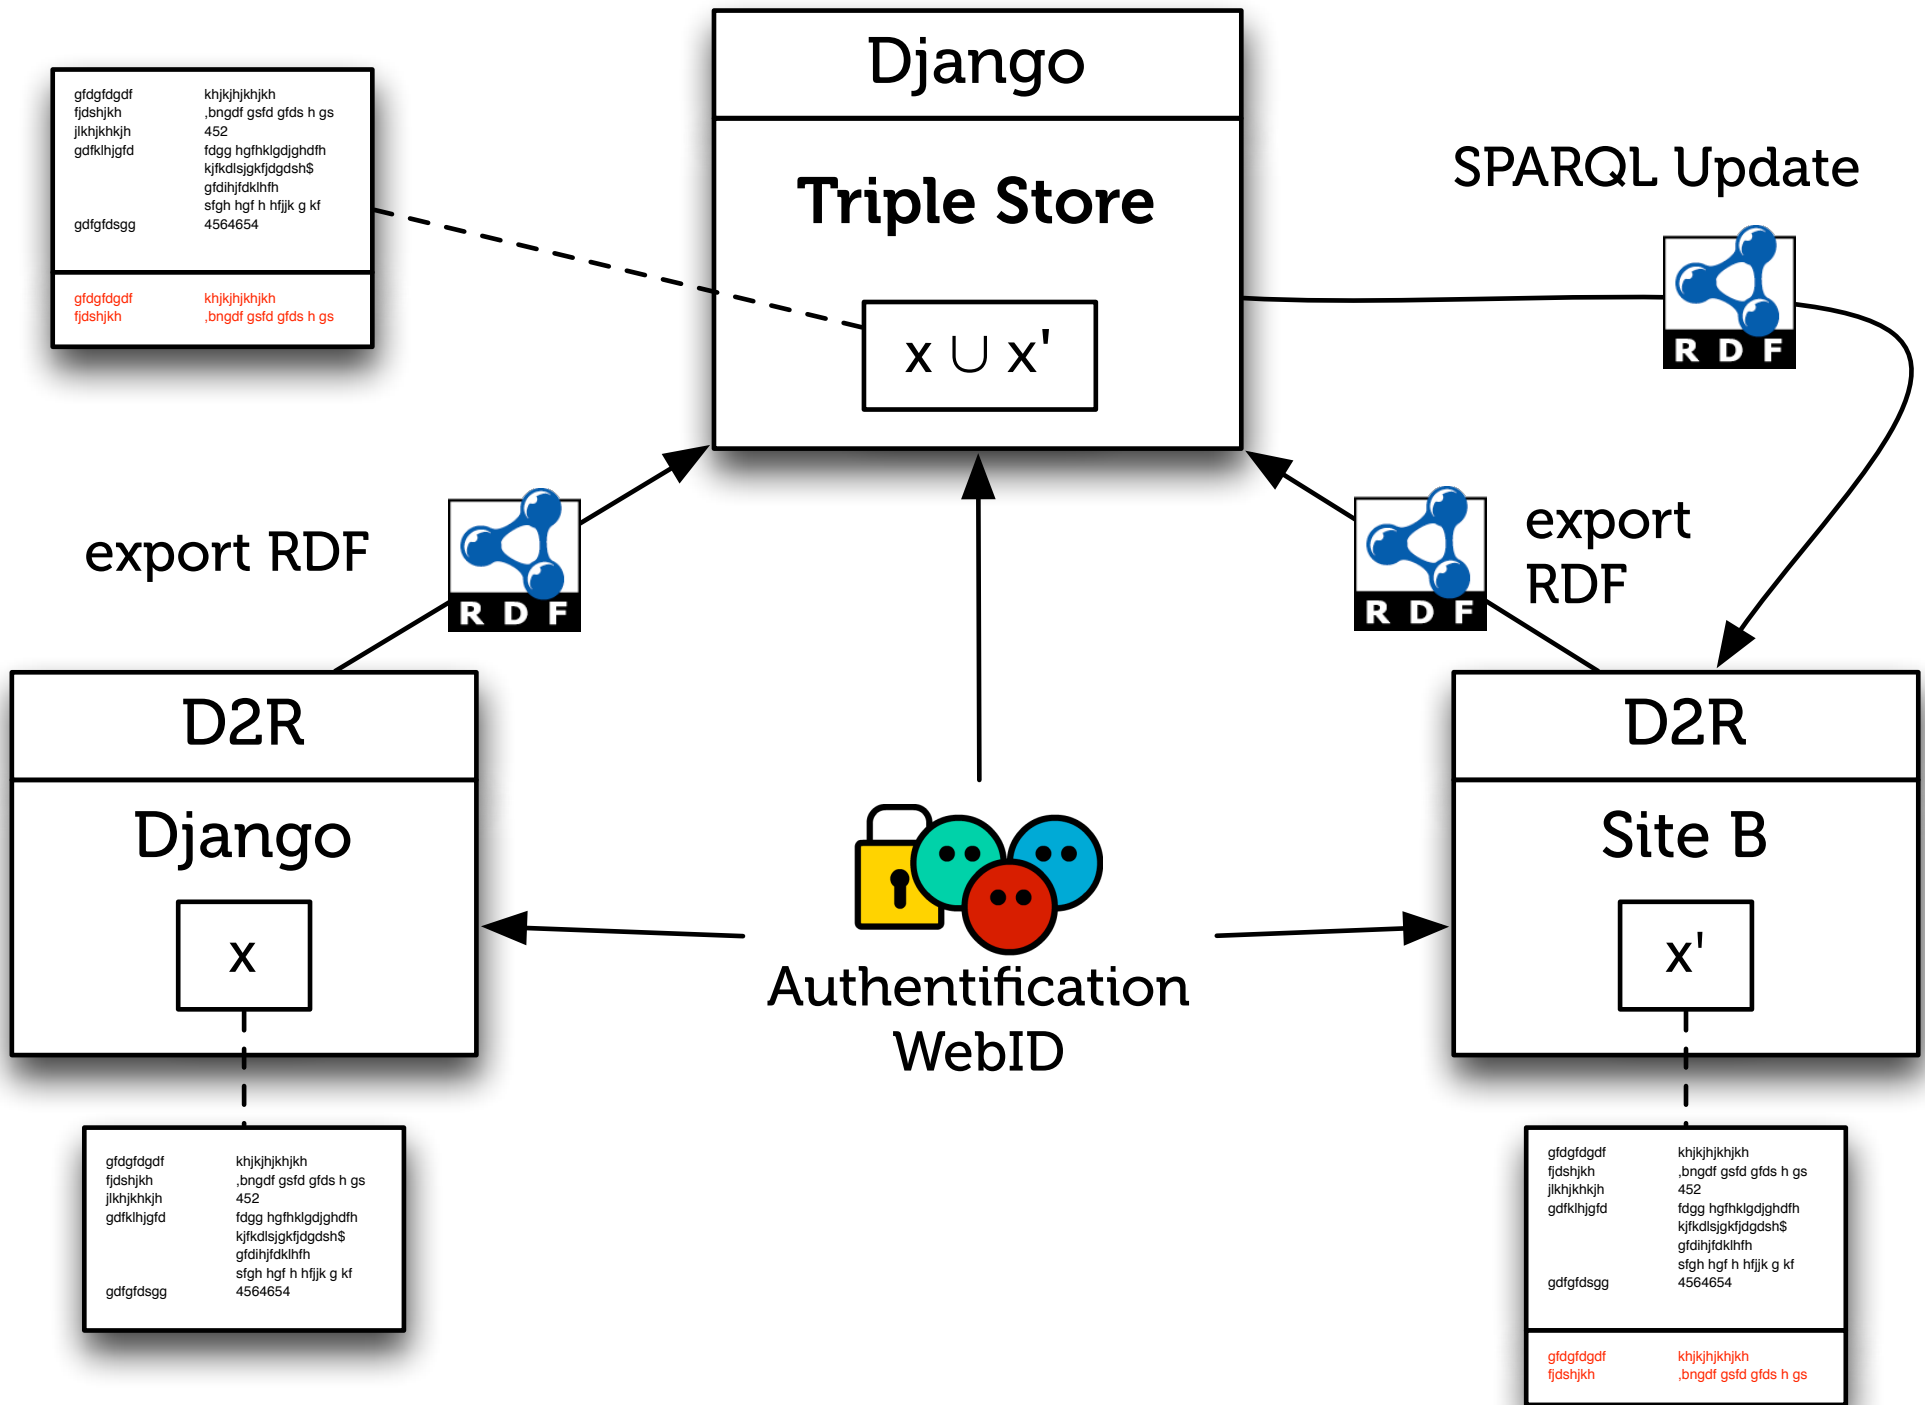 Django
Triple Store
x ∪ x'
gfdgfdgdf khjkjhjkhjkh
fjdshjkh ,bngdf gsfd gfds h gs
jlkhjkhkjh 452
gdfklhjgfd fdgg hgfhklgdjghdfh
kjfkdlsjgkfjdgdsh$
gfdihjfdklhfh
sfgh hgf h hfjjk g kf
gdfgfdsgg 4564654
gfdgfdgdf khjkjhjkhjkh
fjdshjkh ,bngdf gsfd gfds h gs
SPARQL Update
RDF
export RDF
RDF
RDF
export
RDF
D2R
Django
x
Authentification
WebID
D2R
Site B
x'
gfdgfdgdf khjkjhjkhjkh
fjdshjkh ,bngdf gsfd gfds h gs
jlkhjkhkjh 452
gdfklhjgfd fdgg hgfhklgdjghdfh
kjfkdlsjgkfjdgdsh$
gfdihjfdklhfh
sfgh hgf h hfjjk g kf
gdfgfdsgg 4564654
gfdgfdgdf khjkjhjkhjkh
fjdshjkh ,bngdf gsfd gfds h gs
jlkhjkhkjh 452
gdfklhjgfd fdgg hgfhklgdjghdfh
kjfkdlsjgkfjdgdsh$
gfdihjfdklhfh
sfgh hgf h hfjjk g kf
gdfgfdsgg 4564654
gfdgfdgdf khjkjhjkhjkh
fjdshjkh ,bngdf gsfd gfds h gs